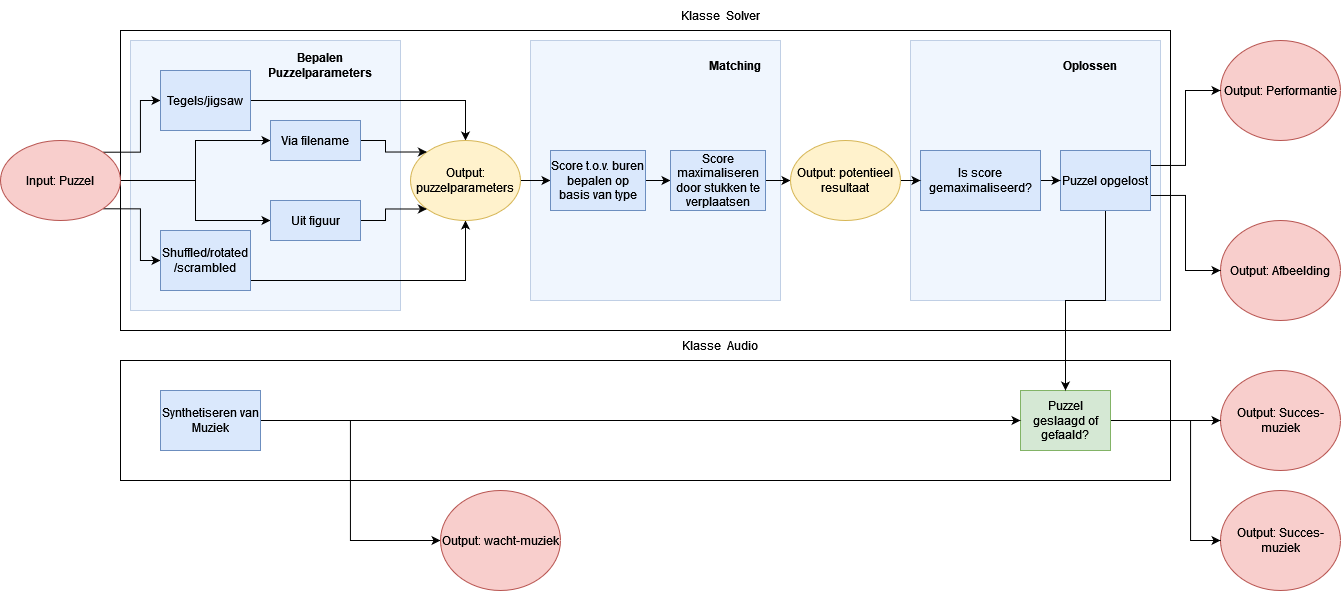 Klasse Solver
Bepalen
Puzzelparameters
Matching
Oplossen
Tegels/jigsaw
Output: Performantie
Via filename
Input: Puzzel
Output:
puzzelparameters
Score t.o.v. buren
bepalen op
basis van type
Score
maximaliseren
door stukken te
verplaatsen
Output: potentieel
resultaat
Is score
gemaximaliseerd?
Puzzel opgelost
Uit figuur
Shuffled/rotated
/scrambled
Output: Afbeelding
Klasse Audio
Synthetiseren van
Muziek
Puzzel
geslaagd of
gefaald?
Output: Succes-
muziek
Output: wacht-muziek
Output: Succes-
muziek